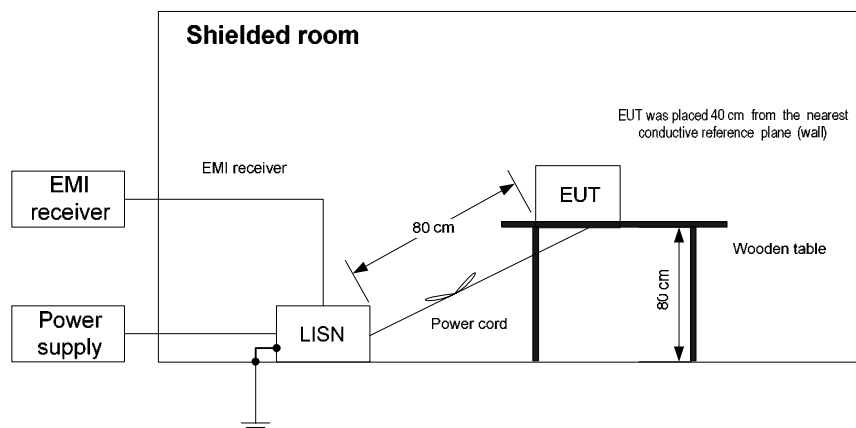 Shielded room
EUT was placed 40 cm from the nearest
conductive reference plane (wall)
EMI receiver
EMI
receiver
EUT
80 cm
Wooden table
80 cm
Power
supply
LISN
Power cord